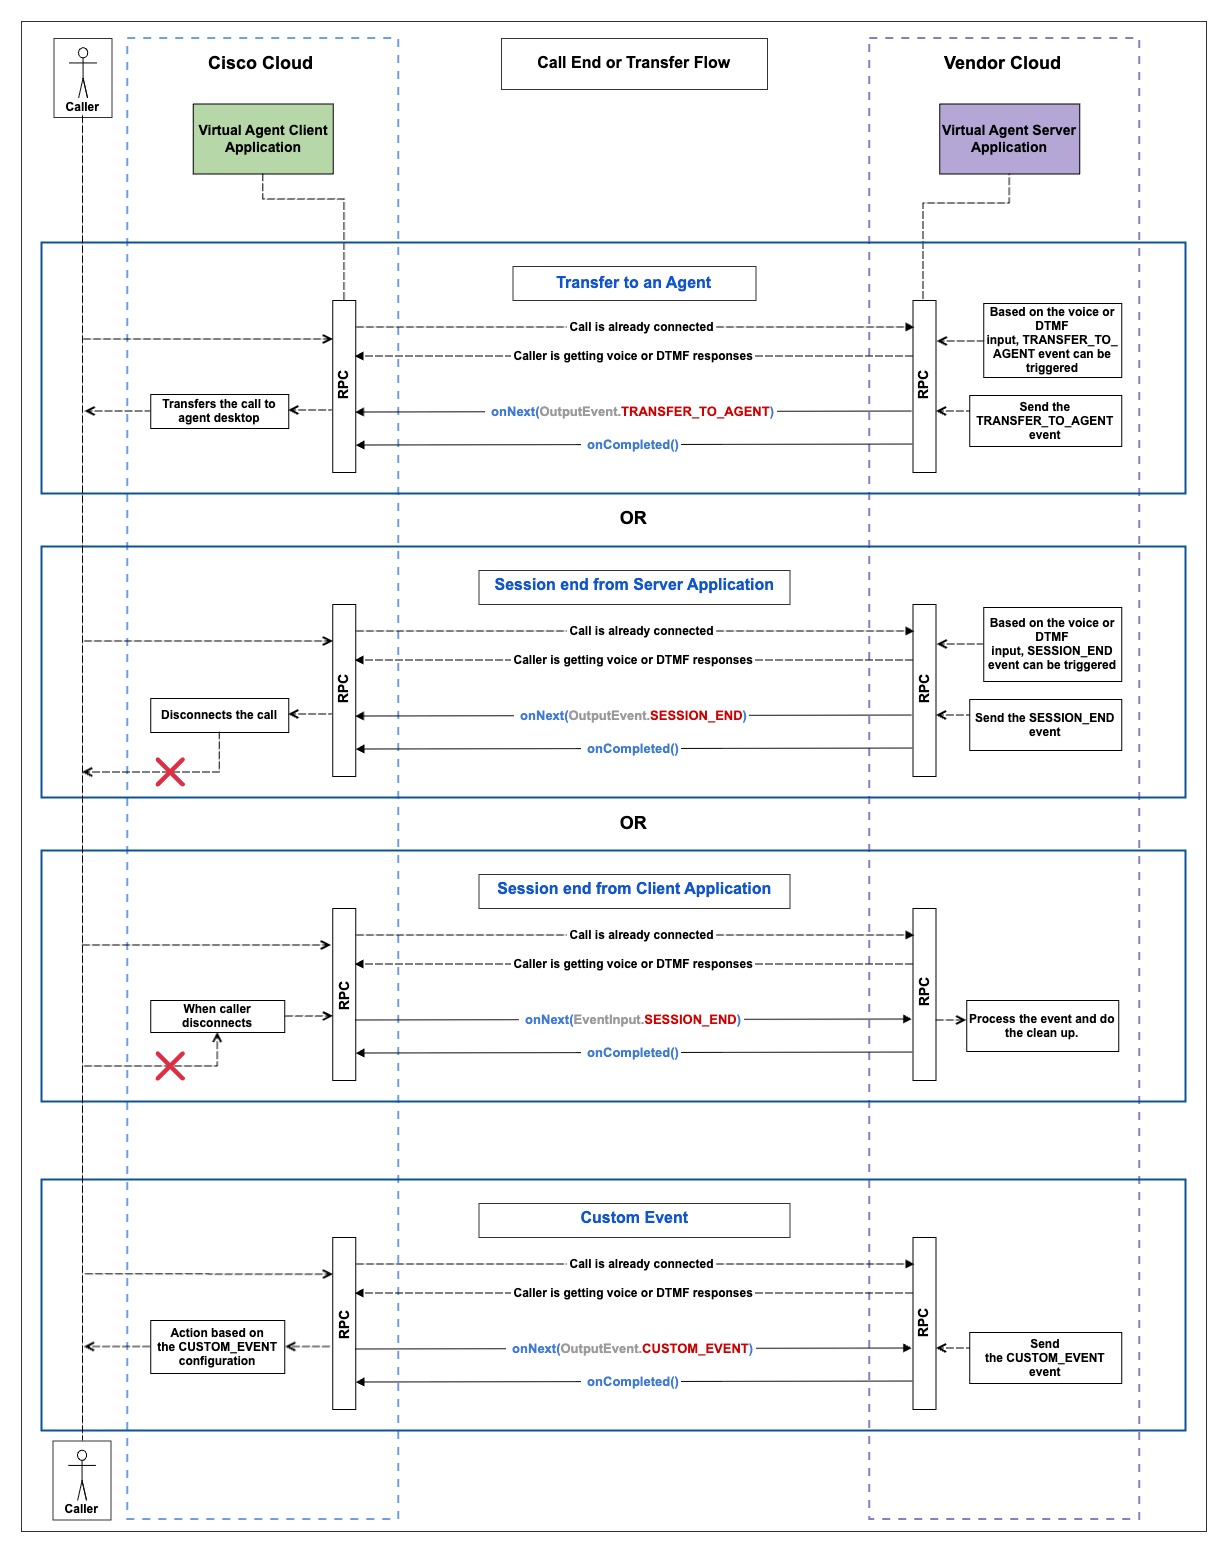 Caller
Cisco Cloud
Call End or Transfer Flow
Vendor Cloud
Virtual Agent Client
Application
Virtual Agent Server
Application
Transfer to an Agent
RPC
Call is already connected
Caller is getting voice or DTMF responses
RPC
Based on the voice or
DTMF
input, TRANSFER_TO_
AGENT event can be
triggered
Transfers the call to
agent desktop
onNext(OutputEvent.TRANSFER_TO_AGENT)
Send the
TRANSFER_TO_AGENT
event
onCompleted()
OR
Session end from Server Application
RPC
Call is already connected
Caller is getting voice or DTMF responses
RPC
Based on the voice or
DTMF
input, SESSION_END
event can be triggered
Disconnects the call
onNext(OutputEvent.SESSION_END)
Send the SESSION_END
event
onCompleted()
OR
Session end from Client Application
RPC
Call is already connected
Caller is getting voice or DTMF responses
RPC
When caller
disconnects
onNext(EventInput.SESSION_END)
Process the event and do
the clean up.
onCompleted()
Custom Event
RPC
Call is already connected
Caller is getting voice or DTMF responses
RPC
Action based on
the CUSTOM_EVENT
configuration
onNext(OutputEvent.CUSTOM_EVENT)
Send
the CUSTOM_EVENT
event
onCompleted()
Caller